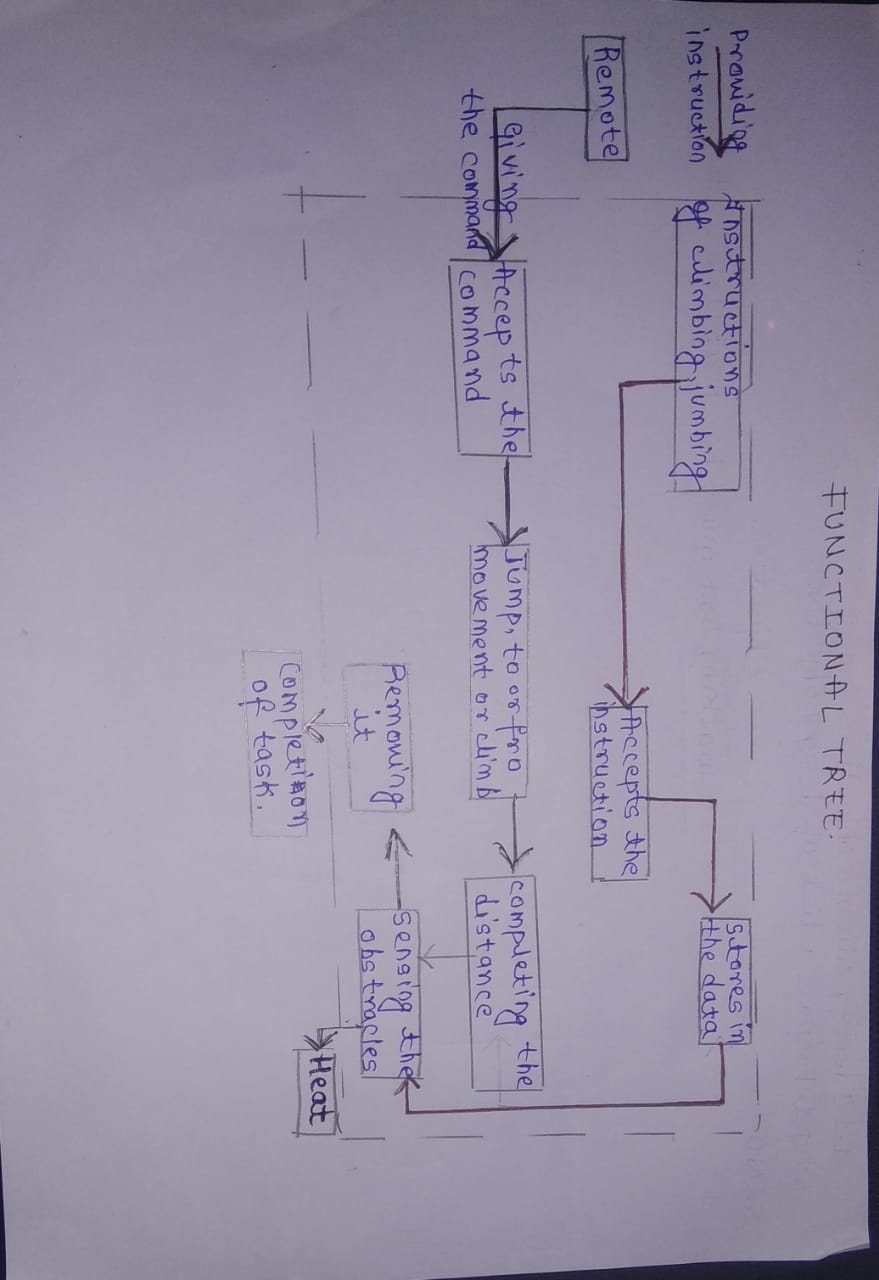 FUNCTIONAL TREE.
Providing
instruction
Instructions
of climbing, jumbing
Stores in
the data
Remote
Accepts the
instruction
Giving
the command
Accepts the
command
Jump, to or fro
movement or climb
completing the
distance
Removing
it
sensing the
obstracles
Completinon
of task.
Heat